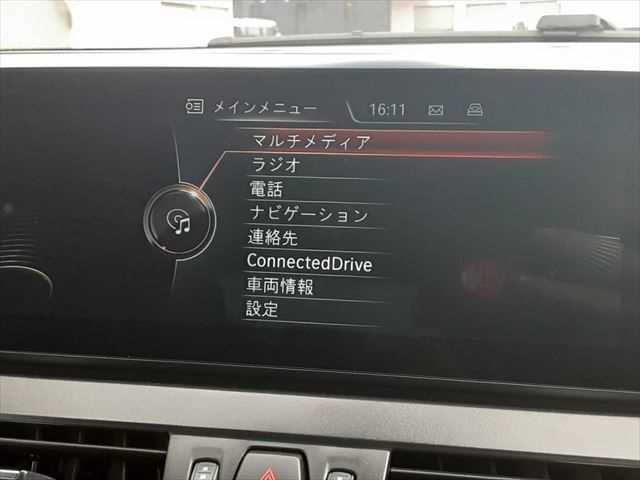 メインメニュー 16:11
マルチメディア
ラジオ
電話
ナビゲーション
連絡先
ConnectedDrive
車両情報
設定